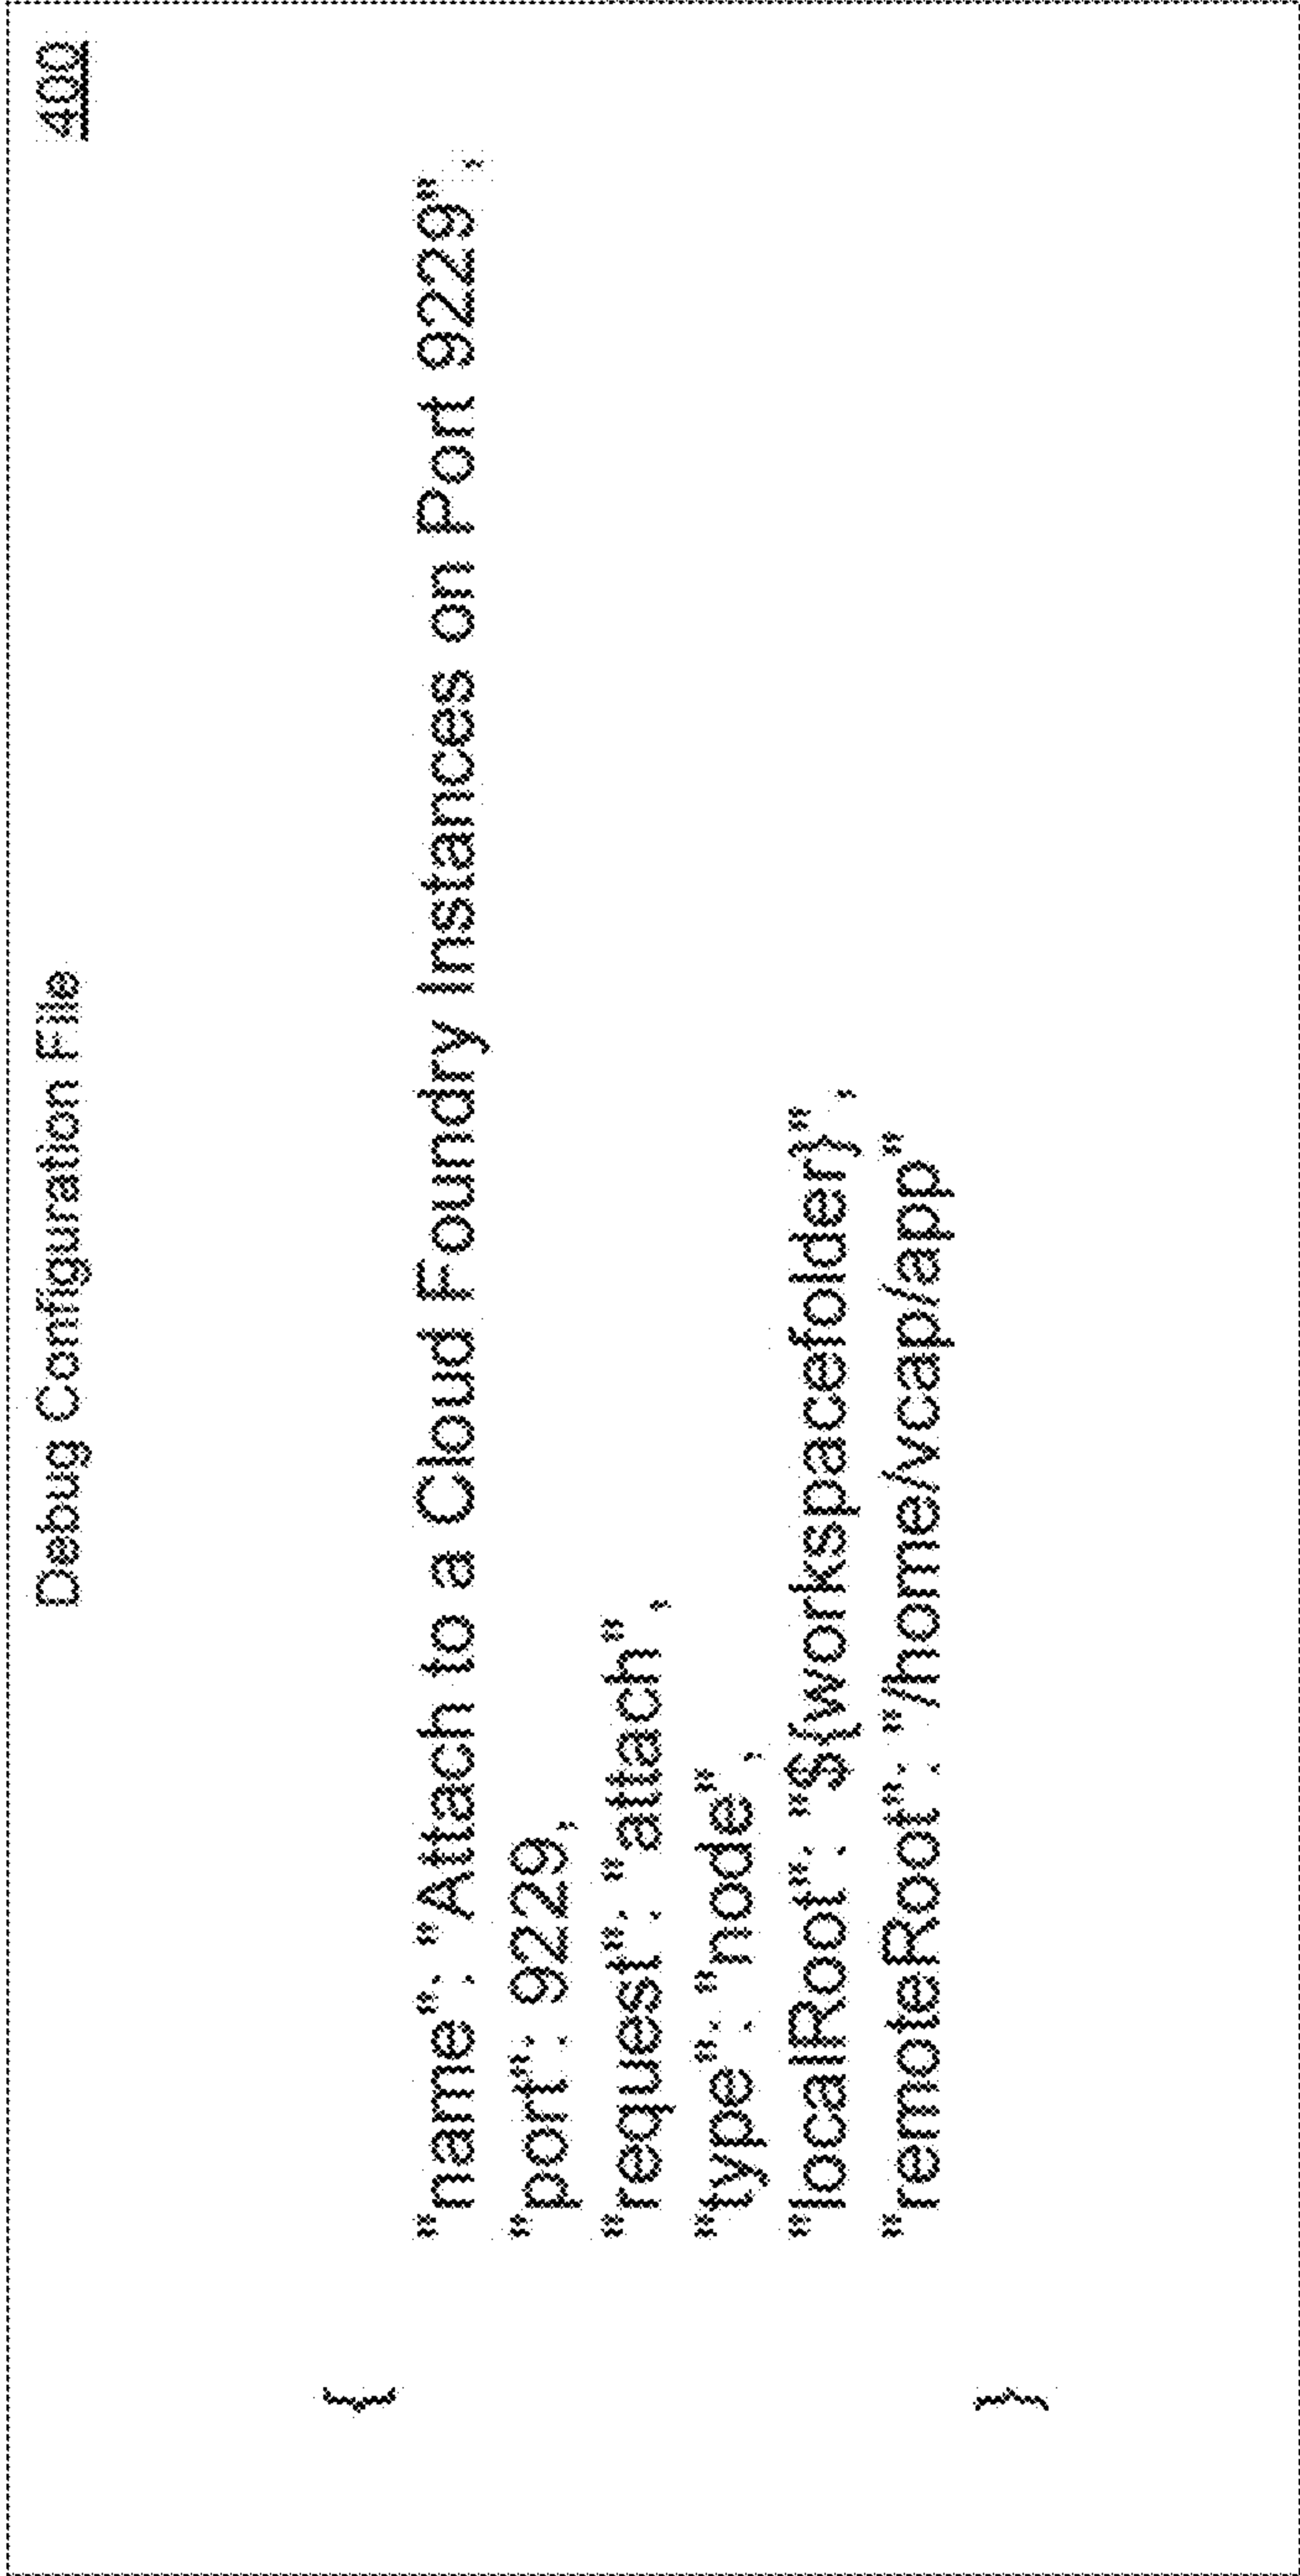 Debug Configuration File
400
{
"name": "Attach to a Cloud Foundry Instances on Port 9229",
"port": 9229,
"request": "attach",
"type": "node",
"localRoot": "${workspacefolder}",
"remoteRoot": "/home/vcap/app"
}